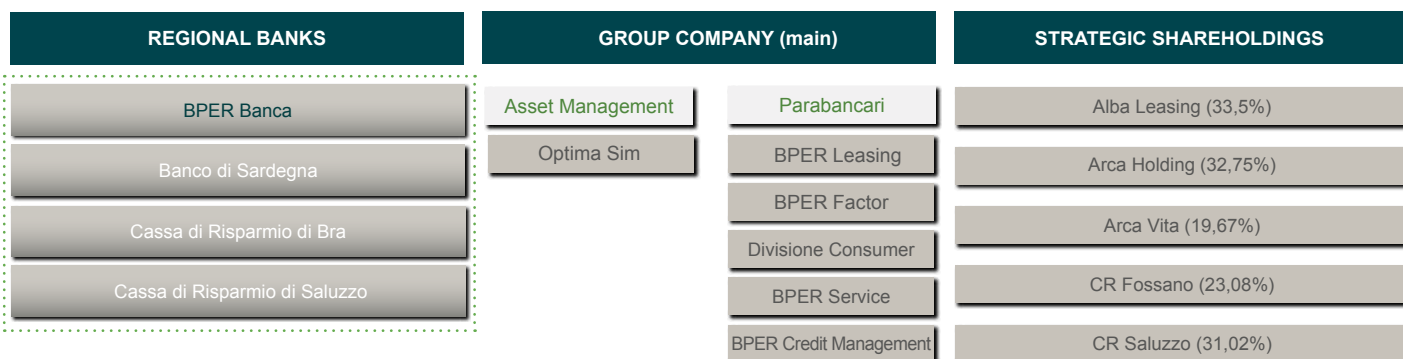 REGIONAL BANKS
BPER Banca
Banco di Sardegna
Cassa di Risparmio di Bra
Cassa di Risparmio di Saluzzo
GROUP COMPANY (main)
Asset Management
Optima Sim
Parabancari
BPER Leasing
BPER Factor
Divisione Consumer
BPER Service
BPER Credit Management
STRATEGIC SHAREHOLDINGS
Alba Leasing (33,5%)
Arca Holding (32,75%)
Arca Vita (19,67%)
CR Fossano (23,08%)
CR Saluzzo (31,02%)